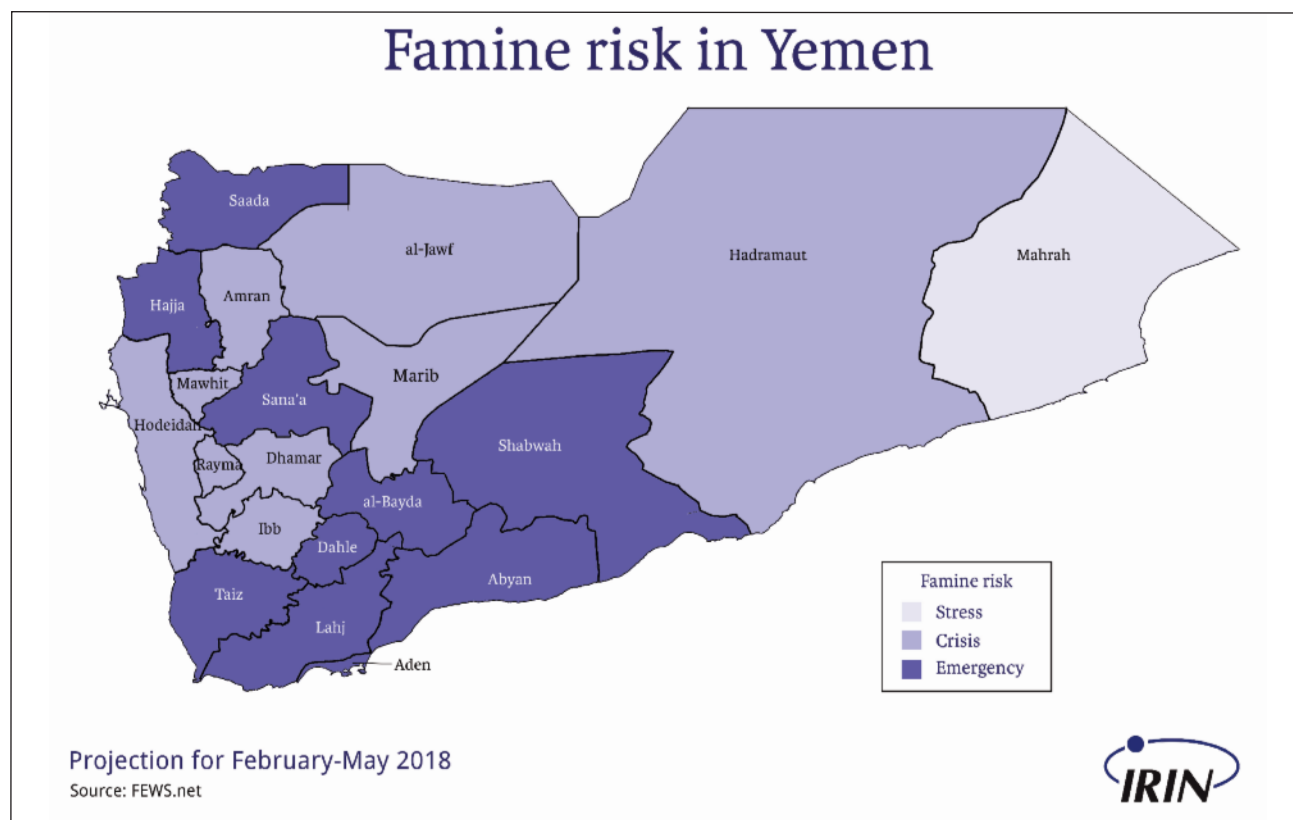 Famine risk in Yemen
Saada
al-Jawf
Hadramaut
Mahrah
Hajja
Amran
Mawhit
Marib
Sana'a
Hodeidah
Shabwah
Rayma
Dhamar
al-Bayda
Ibb
Dahle
Abyan
Taiz
Lahj
Aden
Famine risk
Stress
Crisis
Emergency
Projection for February-May 2018
Source: FEWS.net
IRIN